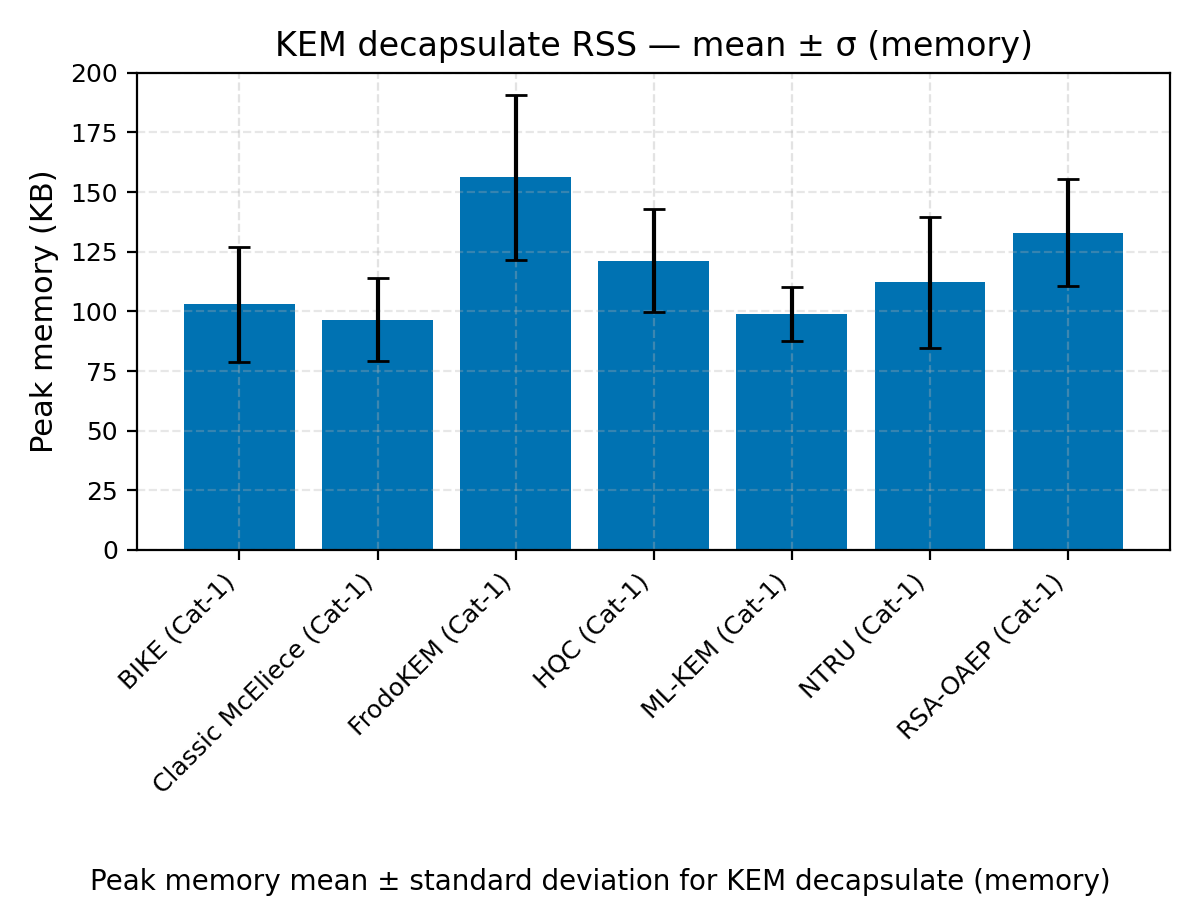 KEM decapsulate RSS — mean ± σ (memory)
Peak memory (KB)
200
175
150
125
100
75
50
25
0
BIKE (Cat-1)
Classic McEliece (Cat-1)
FrodoKEM (Cat-1)
HQC (Cat-1)
ML-KEM (Cat-1)
NTRU (Cat-1)
RSA-OAEP (Cat-1)
Peak memory mean ± standard deviation for KEM decapsulate (memory)